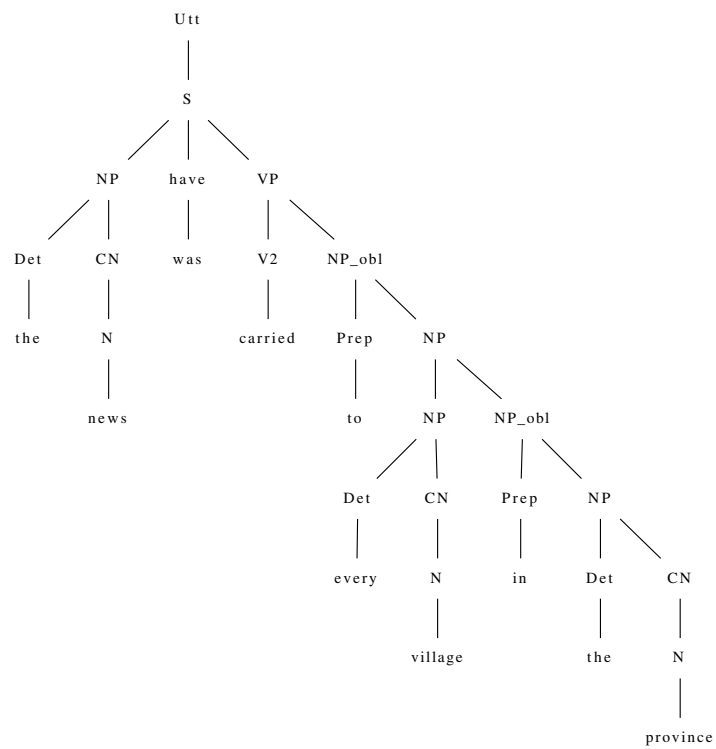 Utt
S
NP have VP
Det CN was V2 NP_obl
the N carried Prep NP
news to NP NP_obl
Det CN Prep NP
every N in Det CN
village the N
province